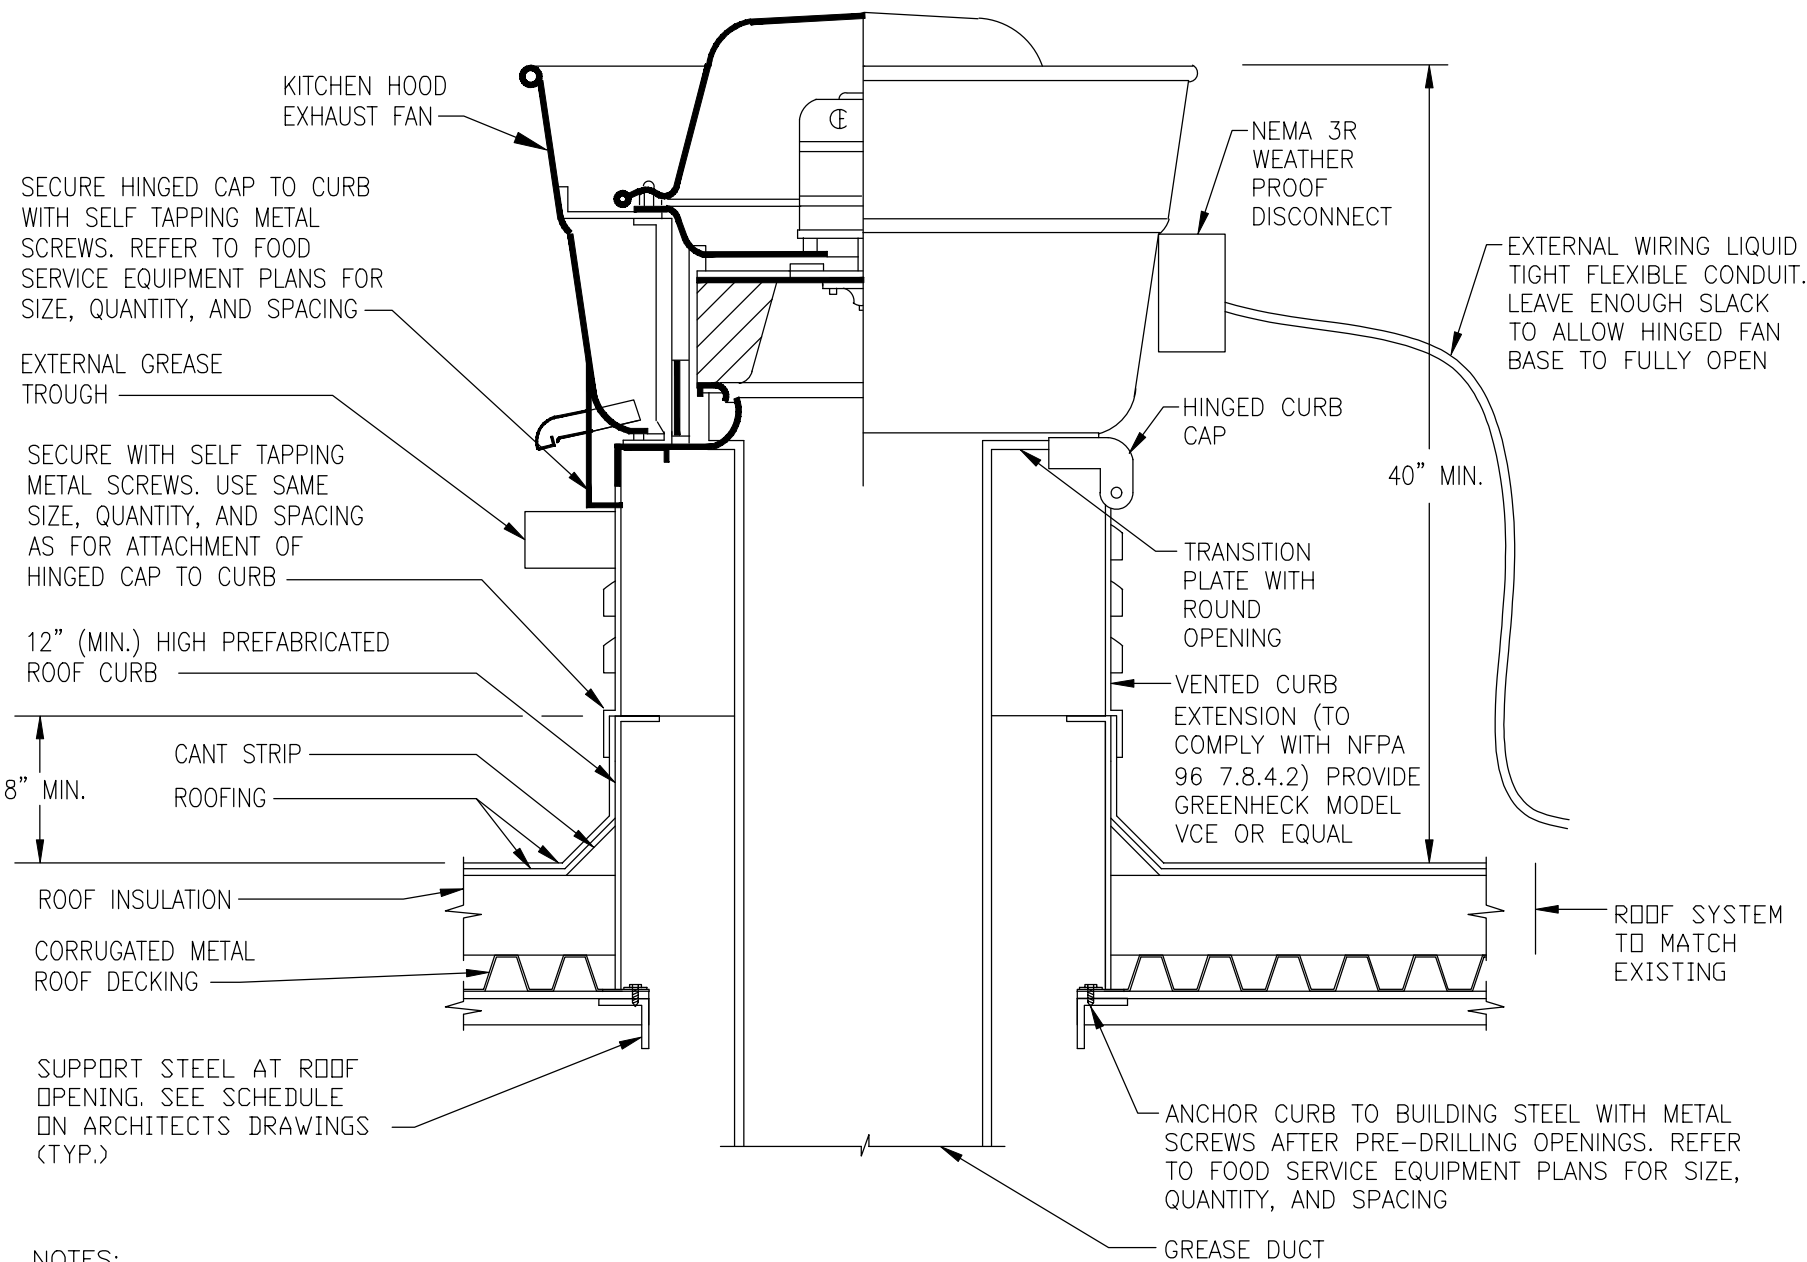 KITCHEN HOOD
EXHAUST FAN
SECURE HINGED CAP TO CURB
WITH SELF TAPPING METAL
SCREWS. REFER TO FOOD
SERVICE EQUIPMENT PLANS FOR
SIZE, QUANTITY, AND SPACING
EXTERNAL GREASE
TROUGH
SECURE WITH SELF TAPPING
METAL SCREWS. USE SAME
SIZE, QUANTITY, AND SPACING
AS FOR ATTACHMENT OF
HINGED CAP TO CURB
12” (MIN.) HIGH PREFABRICATED
ROOF CURB
CANT STRIP
8” MIN.
ROOFING
ROOF INSULATION
CORRUGATED METAL
ROOF DECKING
SUPPORT STEEL AT ROOF
OPENING. SEE SCHEDULE
ON ARCHITECTS DRAWINGS
(TYP.)
NOTES:
NEMA 3R
WEATHER
PROOF
DISCONNECT
EXTERNAL WIRING LIQUID
TIGHT FLEXIBLE CONDUIT.
LEAVE ENOUGH SLACK
TO ALLOW HINGED FAN
BASE TO FULLY OPEN
HINGED CURB
CAP
40” MIN.
TRANSITION
PLATE WITH
ROUND
OPENING
VENTED CURB
EXTENSION (TO
COMPLY WITH NFPA
96 7.8.4.2) PROVIDE
GREENHECK MODEL
VCE OR EQUAL
ROOF SYSTEM
TO MATCH
EXISTING
ANCHOR CURB TO BUILDING STEEL WITH METAL
SCREWS AFTER PRE-DRILLING OPENINGS. REFER
TO FOOD SERVICE EQUIPMENT PLANS FOR SIZE,
QUANTITY, AND SPACING
GREASE DUCT